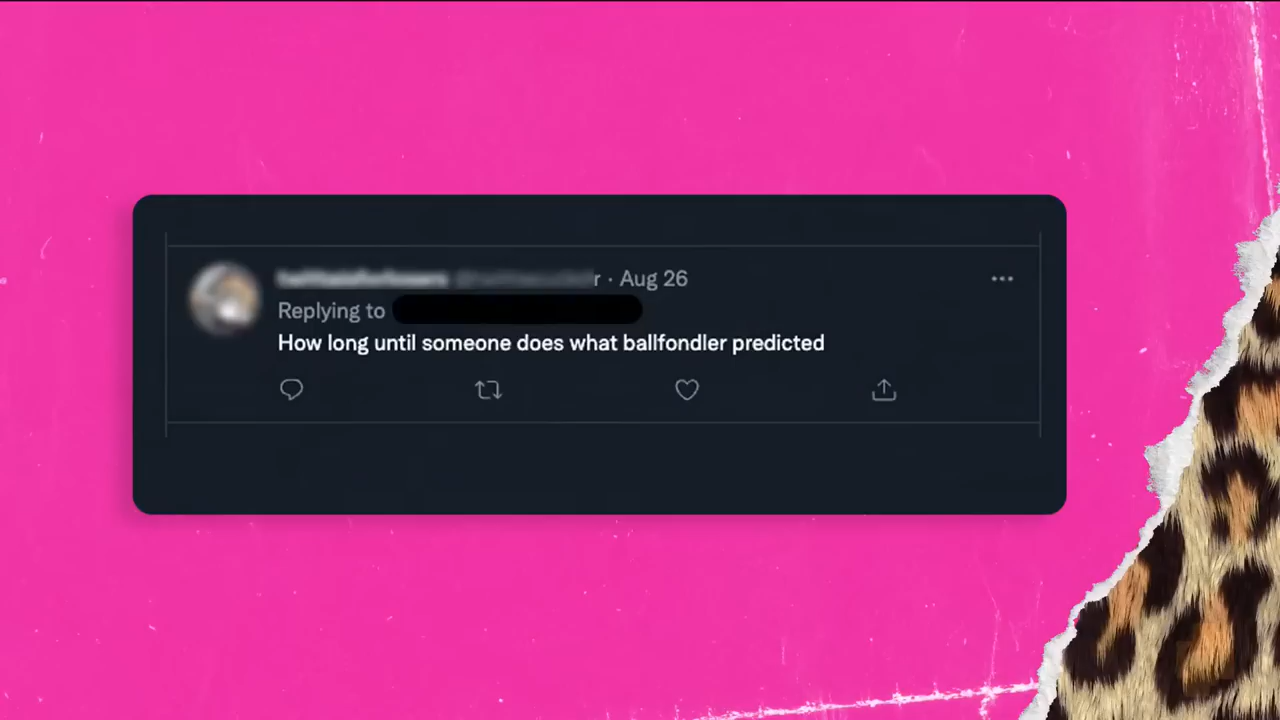 r · Aug 26
Replying to
How long until someone does what ballfondler predicted